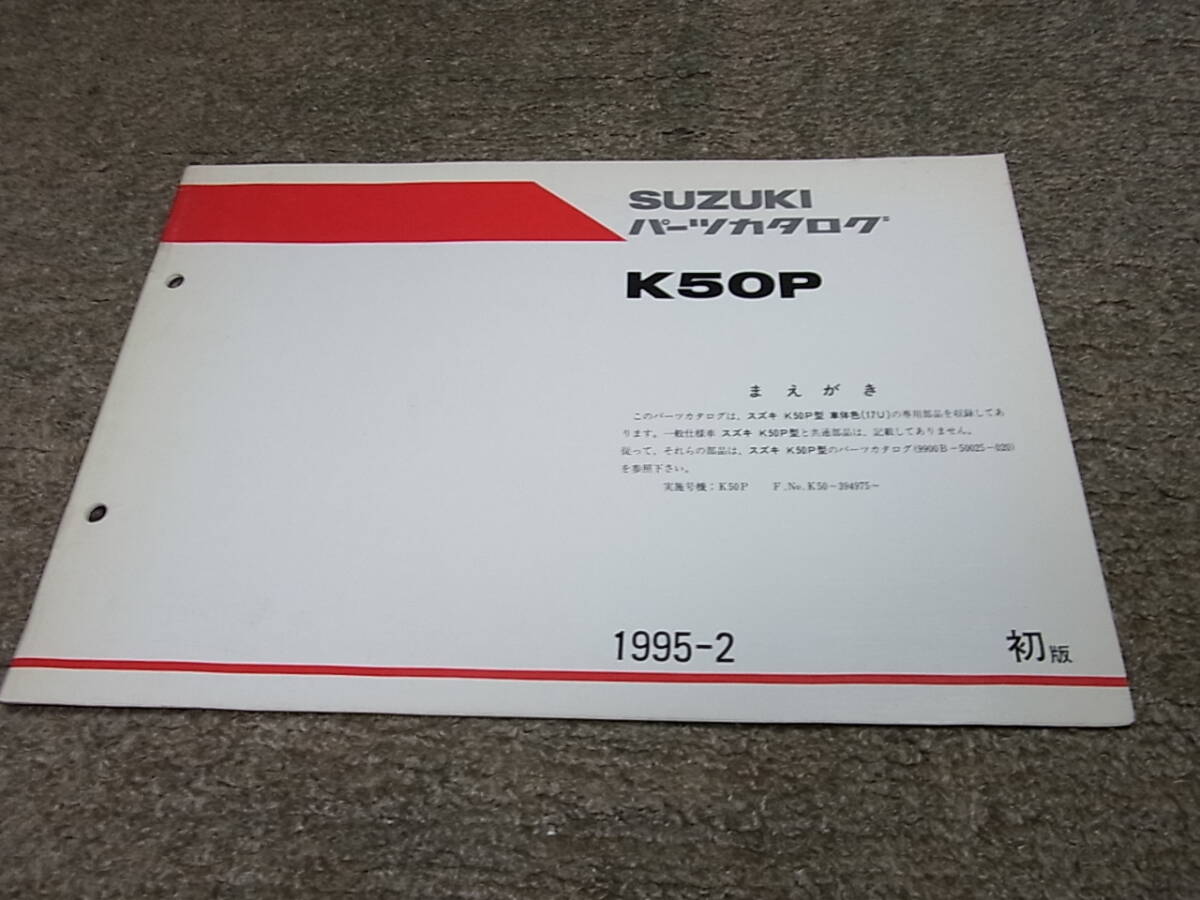 SUZUKI
パーツカタログ
K50P
まえがき
このパーツカタログは、スズキ K50P型 車体色(17U)の専用部品を収録してあ
ります。一般仕様車 スズキ K50P型と共通部品は、記載してありません。
従って、それらの部品は、スズキ K50P型のパーツカタログ(9900B-50025-020)
を参照下さい。
実施号機:K50P F.No.K50-394975~
1995-2 初版